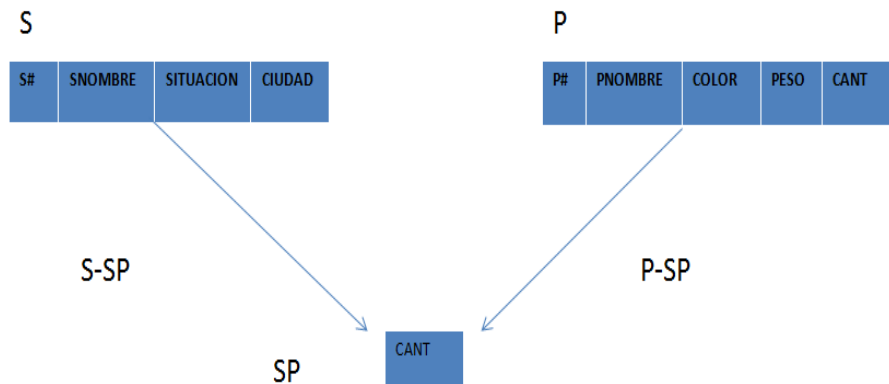 S
P
S# SNOMBRE SITUACION CIUDAD
P# PNOMBRE COLOR PESO CANT
S-SP
P-SP
SP
CANT